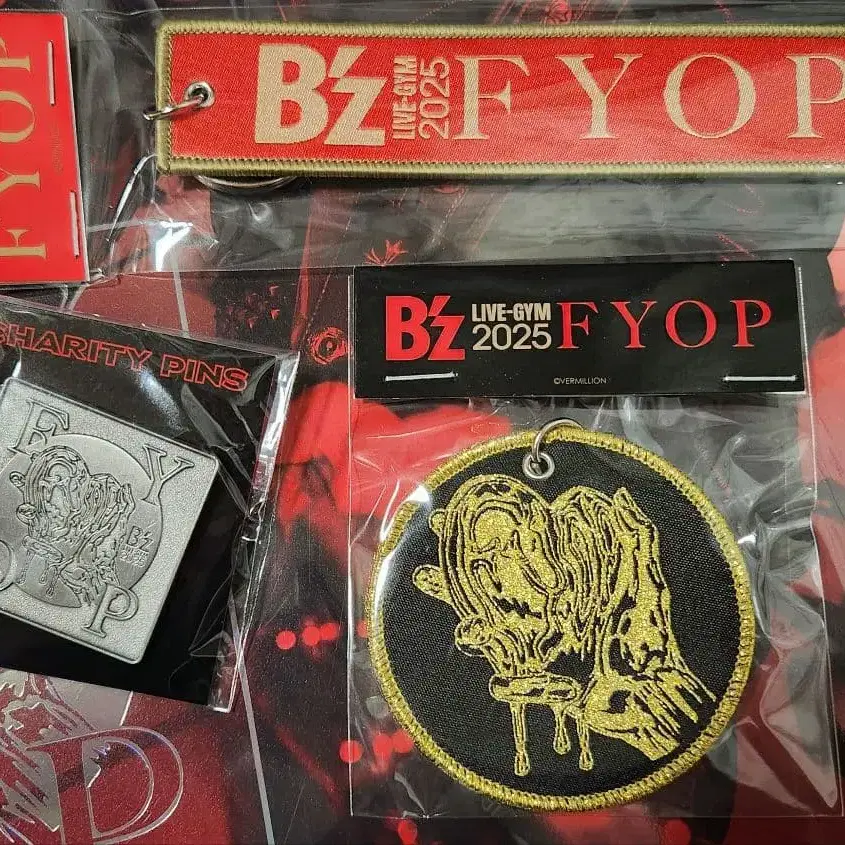 FYOP
B'z LIVE-GYM 2025 FYOP
B'z LIVE-GYM 2025 FYOP
©VERMILLION
CHARITY PINS
F Y
B'z
O P